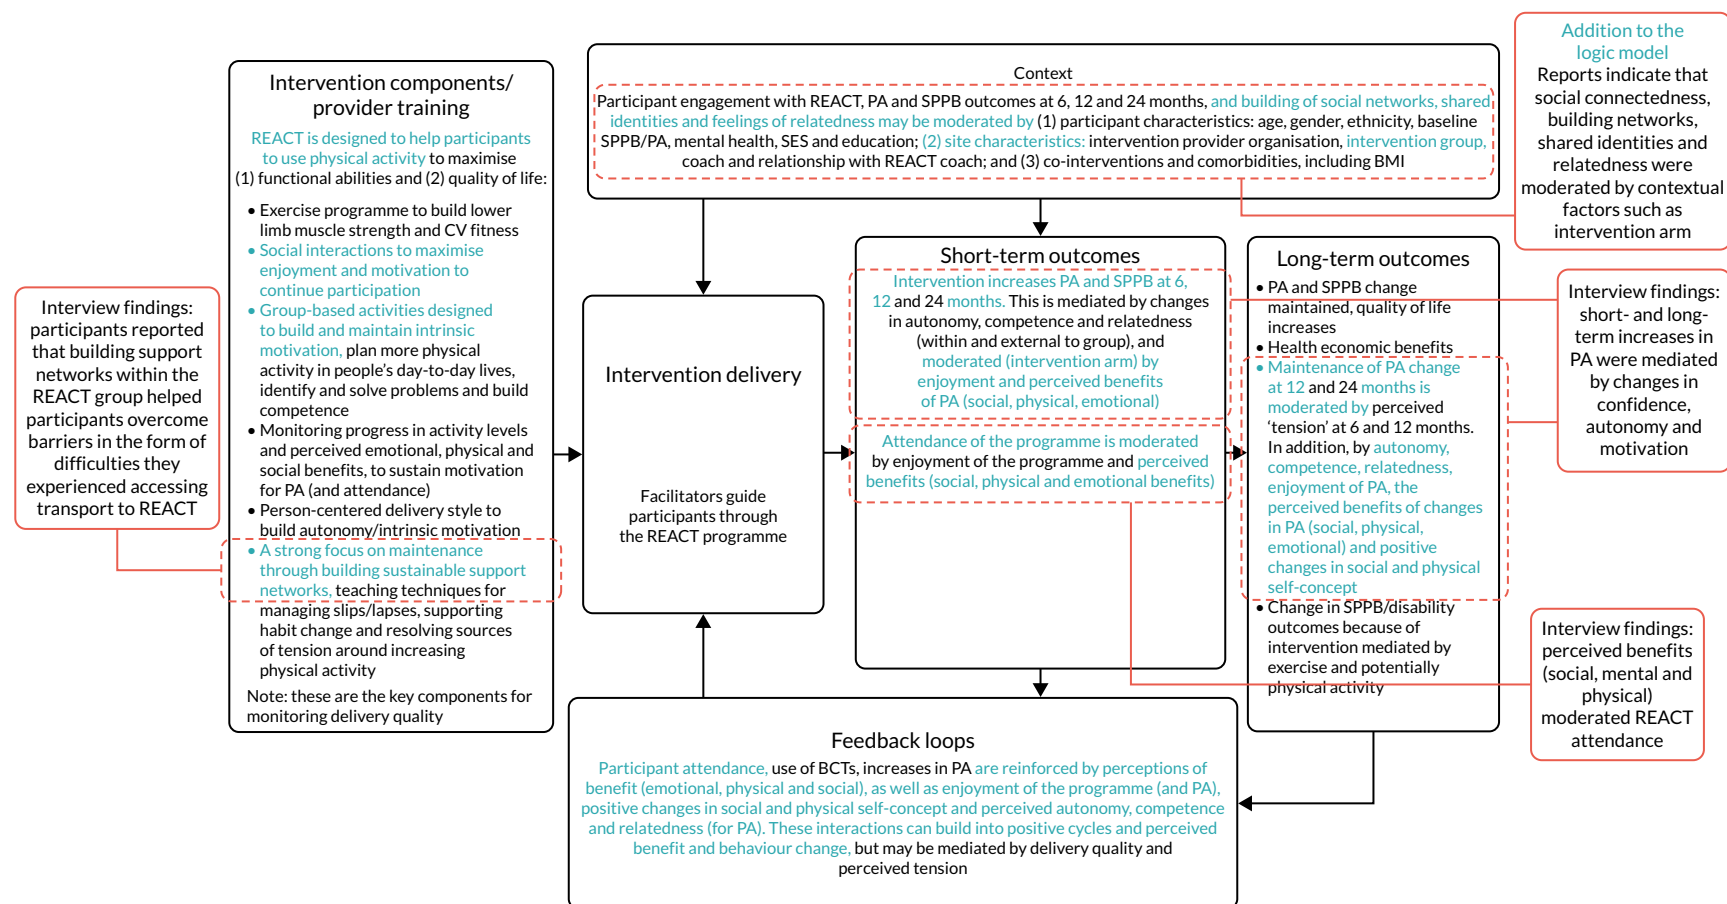 Intervention components/
provider training
REACT is designed to help participants
to use physical activity to maximise
(1) functional abilities and (2) quality of life:
• Exercise programme to build lower
limb muscle strength and CV fitness
• Social interactions to maximise
enjoyment and motivation to
continue participation
• Group-based activities designed
to build and maintain intrinsic
motivation, plan more physical
activity in people's day-to-day lives,
identify and solve problems and build
competence
• Monitoring progress in activity levels
and perceived emotional, physical and
social benefits, to sustain motivation
for PA (and attendance)
• Person-centered delivery style to
build autonomy/intrinsic motivation
• A strong focus on maintenance
through building sustainable support
networks, teaching techniques for
managing slips/lapses, supporting
habit change and resolving sources
of tension around increasing
physical activity
Note: these are the key components for
monitoring delivery quality
Interview findings:
participants reported
that building support
networks within the
REACT group helped
participants overcome
barriers in the form of
difficulties they
experienced accessing
transport to REACT
Context
Participant engagement with REACT, PA and SPPB outcomes at 6, 12 and 24 months, and building of social networks, shared
identities and feelings of relatedness may be moderated by (1) participant characteristics: age, gender, ethnicity, baseline
SPPB/PA, mental health, SES and education; (2) site characteristics: intervention provider organisation, intervention group,
coach and relationship with REACT coach; and (3) co-interventions and comorbidities, including BMI
Addition to the
logic model
Reports indicate that
social connectedness,
building networks,
shared identities and
relatedness were
moderated by contextual
factors such as
intervention arm
Intervention delivery
Facilitators guide
participants through
the REACT programme
Short-term outcomes
Intervention increases PA and SPPB at 6,
12 and 24 months. This is mediated by changes
in autonomy, competence and relatedness
(within and external to group), and
moderated (intervention arm) by
enjoyment and perceived benefits
of PA (social, physical, emotional)
Attendance of the programme is moderated
by enjoyment of the programme and perceived
benefits (social, physical and emotional benefits)
Long-term outcomes
• PA and SPPB change
maintained, quality of life
increases
• Health economic benefits
• Maintenance of PA change
at 12 and 24 months is
moderated by perceived
'tension' at 6 and 12 months.
In addition, by autonomy,
competence, relatedness,
enjoyment of PA, the
perceived benefits of changes
in PA (social, physical,
emotional) and positive
changes in social and physical
self-concept
• Change in SPPB/disability
outcomes because of
intervention mediated by
exercise and potentially
physical activity
Interview findings:
short- and long-
term increases in
PA were mediated
by changes in
confidence,
autonomy and
motivation
Interview findings:
perceived benefits
(social, mental and
physical)
moderated REACT
attendance
Feedback loops
Participant attendance, use of BCTs, increases in PA are reinforced by perceptions of
benefit (emotional, physical and social), as well as enjoyment of the programme (and PA),
positive changes in social and physical self-concept and perceived autonomy, competence
and relatedness (for PA). These interactions can build into positive cycles and perceived
benefit and behaviour change, but may be mediated by delivery quality and
perceived tension